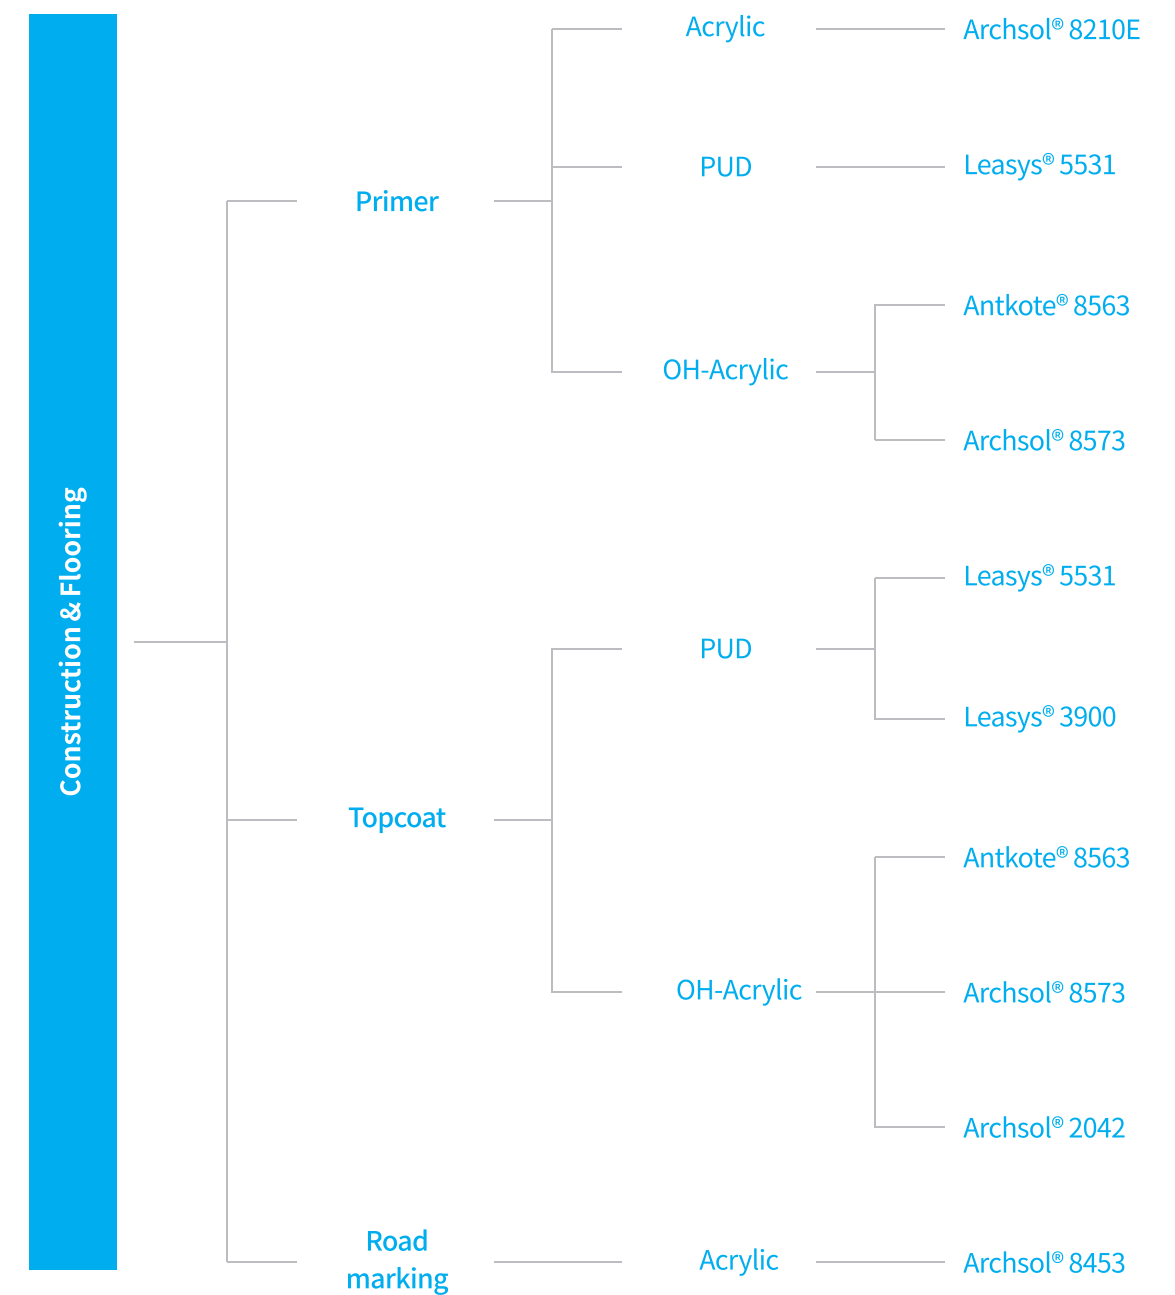 Construction & Flooring
Primer
Acrylic
Archsol® 8210E
PUD
Leasys® 5531
OH-Acrylic
Antkote® 8563
Archsol® 8573
Topcoat
PUD
Leasys® 5531
Leasys® 3900
OH-Acrylic
Antkote® 8563
Archsol® 8573
Archsol® 2042
Road
marking
Acrylic
Archsol® 8453